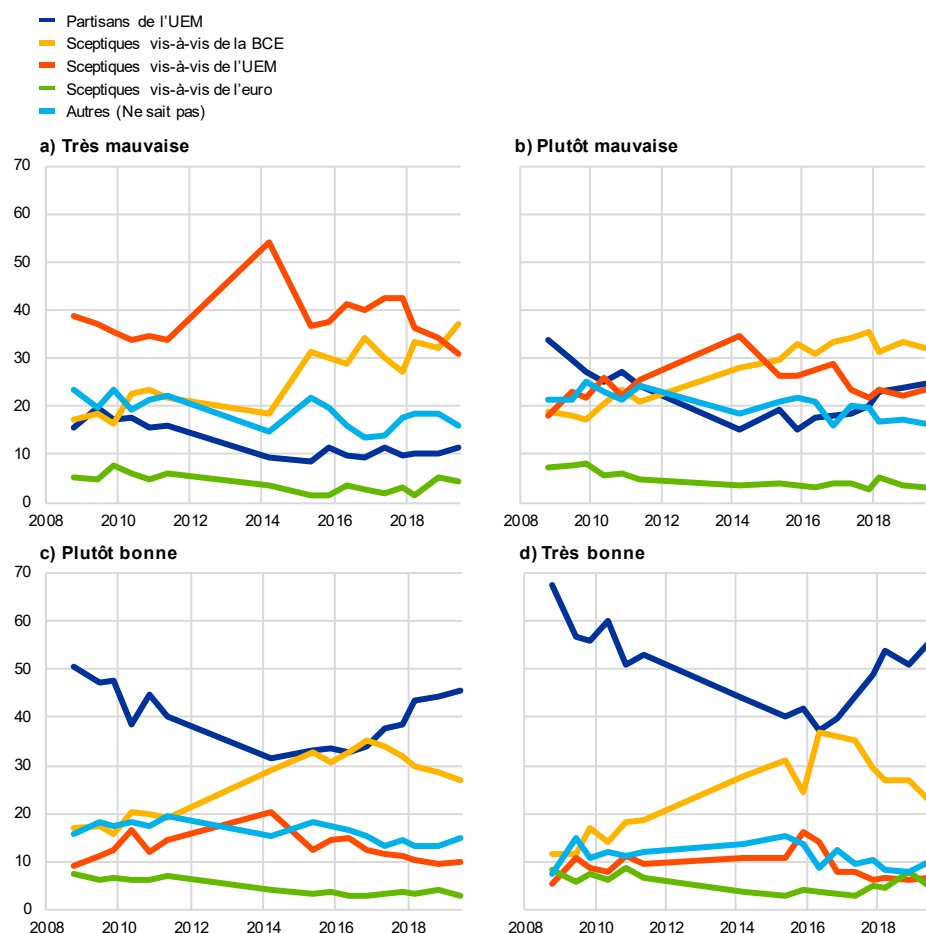 Partisans de l'UEM
Sceptiques vis-à-vis de la BCE
Sceptiques vis-à-vis de l'UEM
Sceptiques vis-à-vis de l'euro
Autres (Ne sait pas)
a) Très mauvaise
b) Plutôt mauvaise
70
60
50
40
30
20
10
0
2008 2010 2012 2014 2016 2018
2008 2010 2012 2014 2016 2018
c) Plutôt bonne
d) Très bonne
70
60
50
40
30
20
10
0
2008 2010 2012 2014 2016 2018
2008 2010 2012 2014 2016 2018